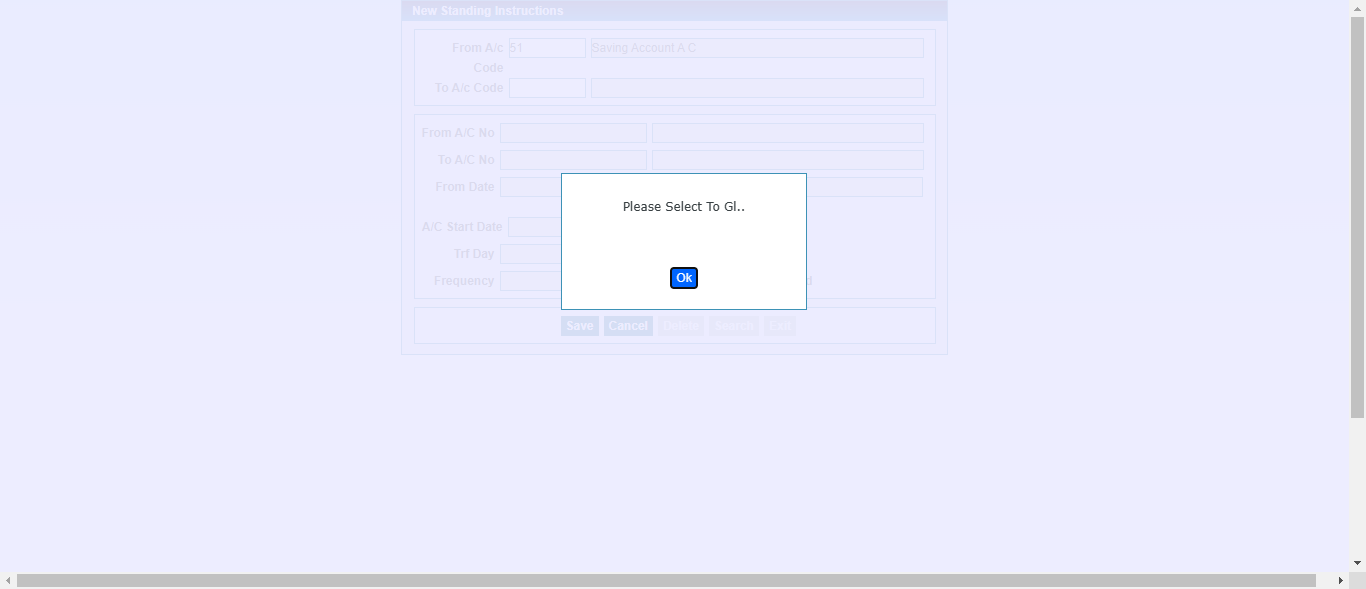 New Standing Instructions
From A/c Code 51 Saving Account A C
To A/c Code
From A/C No
To A/C No
From Date
Please Select To Gl..
A/C Start Date
Trf Day
Ok
Frequency
Save Cancel Delete Search Exit